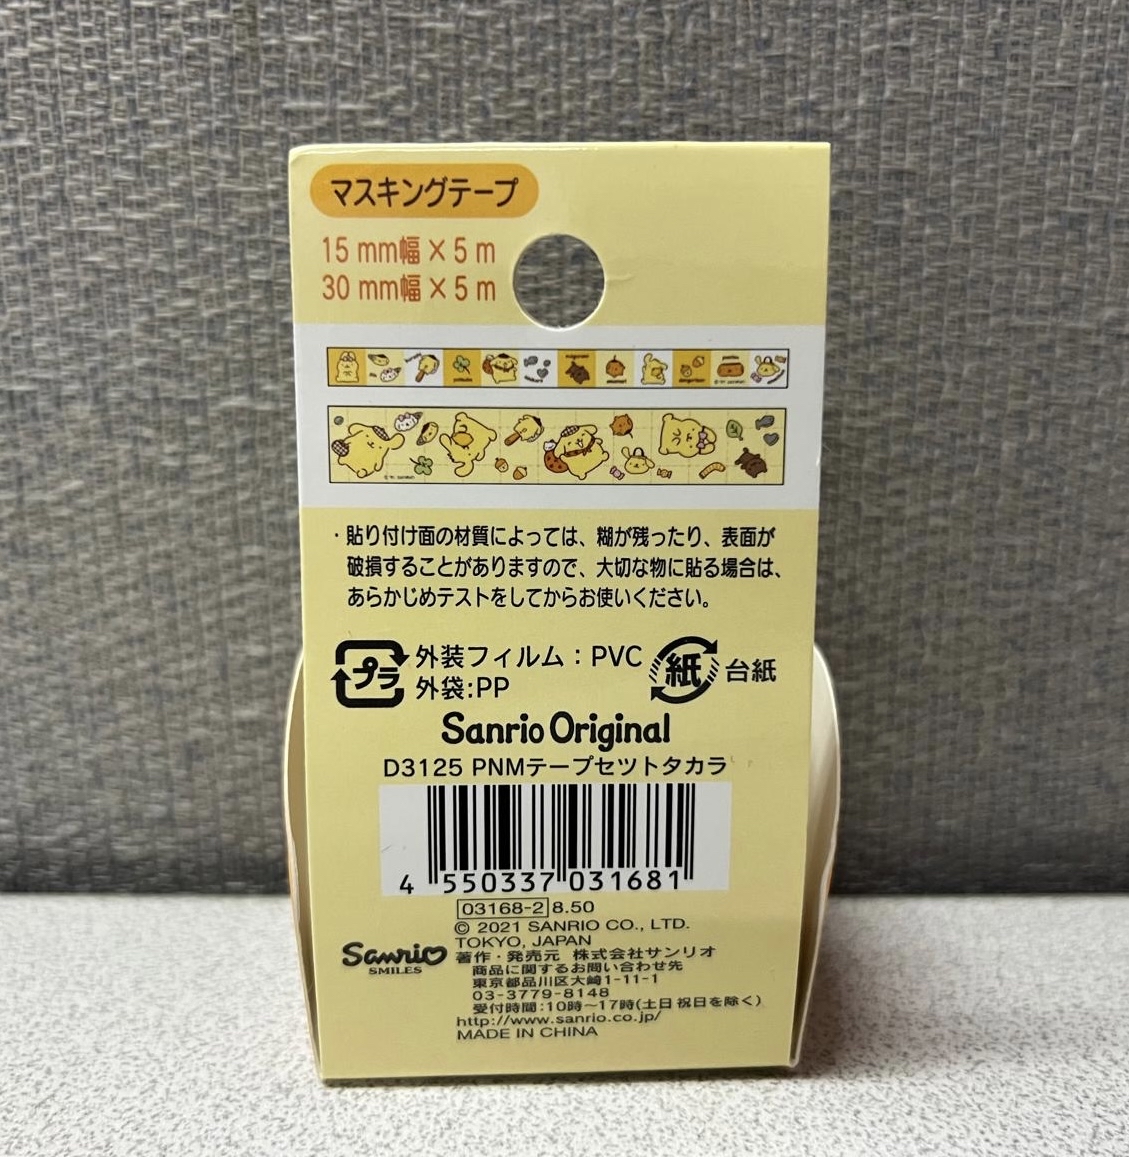 マスキングテープ
15 mm幅×5 m
30 mm幅×5 m
・貼り付け面の材質によっては、糊が残ったり、表面が
破損することがありますので、大切な物に貼る場合は、
あらかじめテストをしてからお使いください。
プラ
外装フィルム：PVC
外袋:PP
紙
台紙
Sanrio Original
D3125 PNMテープセツトタカラ
4 550337 031681
03168-2 8.50
© 2021 SANRIO CO., LTD.
TOKYO, JAPAN
Sanrio
SMILES
著作・発売元 株式会社サンリオ
商品に関するお問い合わせ先
東京都品川区大崎1-11-1
03-3779-8148
受付時間：10時～17時(土日祝日を除く)
http://www.sanrio.co.jp/
MADE IN CHINA